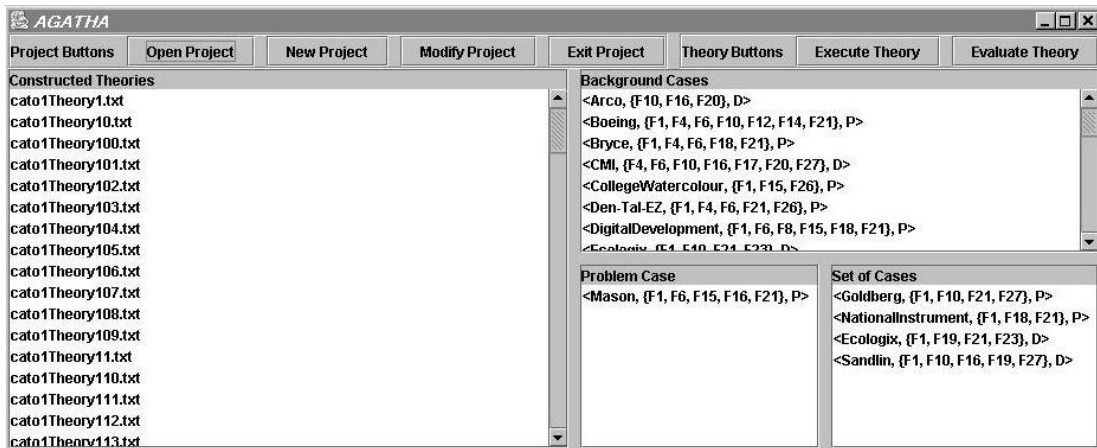 AGATHA
Project Buttons Open Project New Project Modify Project Exit Project Theory Buttons Execute Theory Evaluate Theory
Constructed Theories
cato1Theory1.txt
cato1Theory10.txt
cato1Theory100.txt
cato1Theory101.txt
cato1Theory102.txt
cato1Theory103.txt
cato1Theory104.txt
cato1Theory105.txt
cato1Theory106.txt
cato1Theory107.txt
cato1Theory108.txt
cato1Theory109.txt
cato1Theory11.txt
cato1Theory110.txt
cato1Theory111.txt
cato1Theory112.txt
cato1Theory113.txt
Background Cases
<Arco, {F10, F16, F20}, D>
<Boeing, {F1, F4, F6, F10, F12, F14, F21}, P>
<Bryce, {F1, F4, F6, F18, F21}, P>
<CMI, {F4, F6, F10, F16, F17, F20, F27}, D>
<CollegeWatercolour, {F1, F15, F26}, P>
<Den-Tal-EZ, {F1, F4, F6, F21, F26}, P>
<DigitalDevelopment, {F1, F6, F8, F15, F18, F21}, P>
<Ecologix, {F1, F21, F23}, D>
Problem Case
<Mason, {F1, F6, F15, F16, F21}, P>
Set of Cases
<Goldberg, {F1, F10, F21, F27}, P>
<NationalInstrument, {F1, F18, F21}, P>
<Ecologix, {F1, F19, F21, F23}, D>
<Sandlin, {F1, F10, F16, F19, F27}, D>